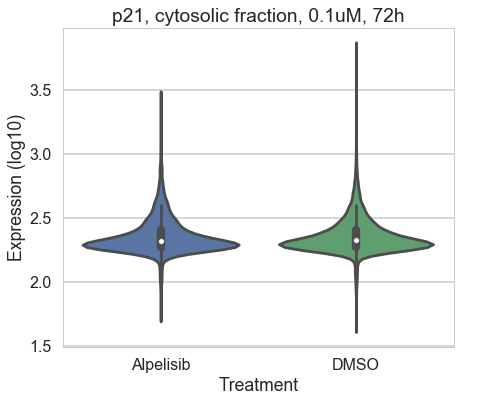 p21, cytosolic fraction, 0.1uM, 72h
Expression (log10)
3.5
3.0
2.5
2.0
1.5
Alpelisib
DMSO
Treatment